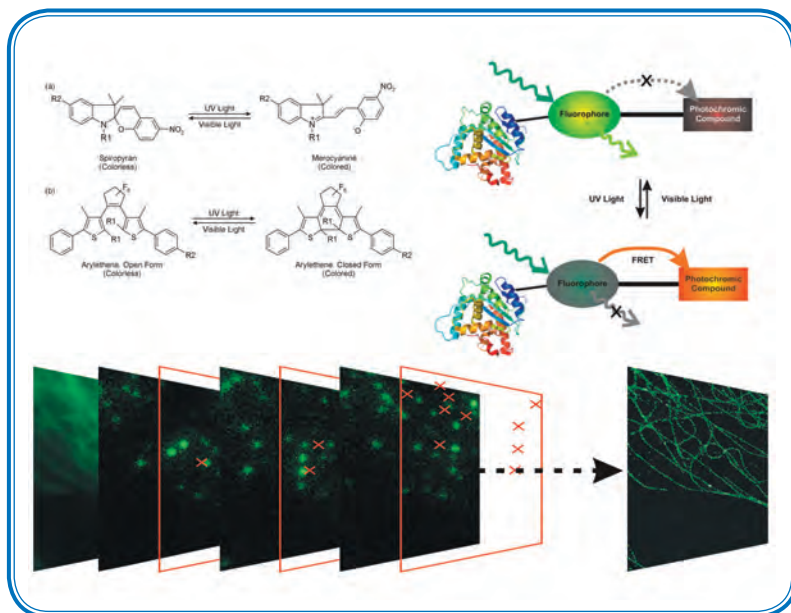 (a)
R2
N
R1
O
NO₂
UV Light
Visible Light
R2
N⁺
R1
O
NO₂
Spiropyran
(Colorless)
Merocyanine
(Colored)
(b)
F₆
R1
S
R1
S
R2
UV Light
Visible Light
F₆
R1
S
R1
S
R2
Arylethene Open Form
(Colorless)
Arylethene Closed Form
(Colored)
Fluorophore
X
Photochromic
Compound
UV Light
Visible Light
Fluorophore
FRET
X
Photochromic
Compound